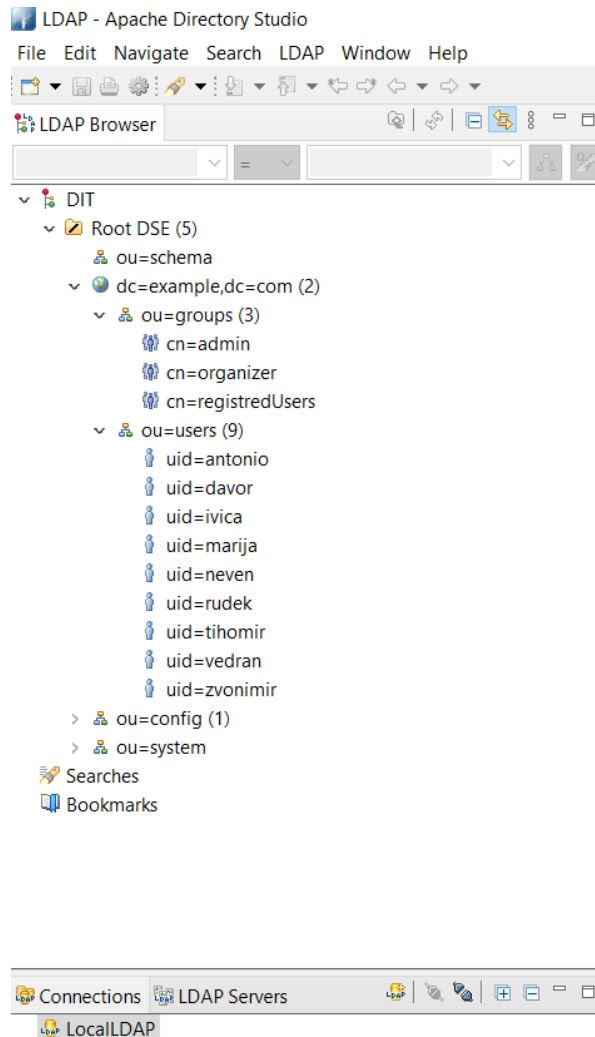 LDAP - Apache Directory Studio
File Edit Navigate Search LDAP Window Help
LDAP Browser
=
DIT
Root DSE (5)
ou=schema
dc=example,dc=com (2)
ou=groups (3)
cn=admin
cn=organizer
cn=registredUsers
ou=users (9)
uid=antonio
uid=davor
uid=ivica
uid=marija
uid=neven
uid=rudek
uid=tihomir
uid=vedran
uid=zvonimir
ou=config (1)
ou=system
Searches
Bookmarks
Connections LDAP Servers
LocalLDAP